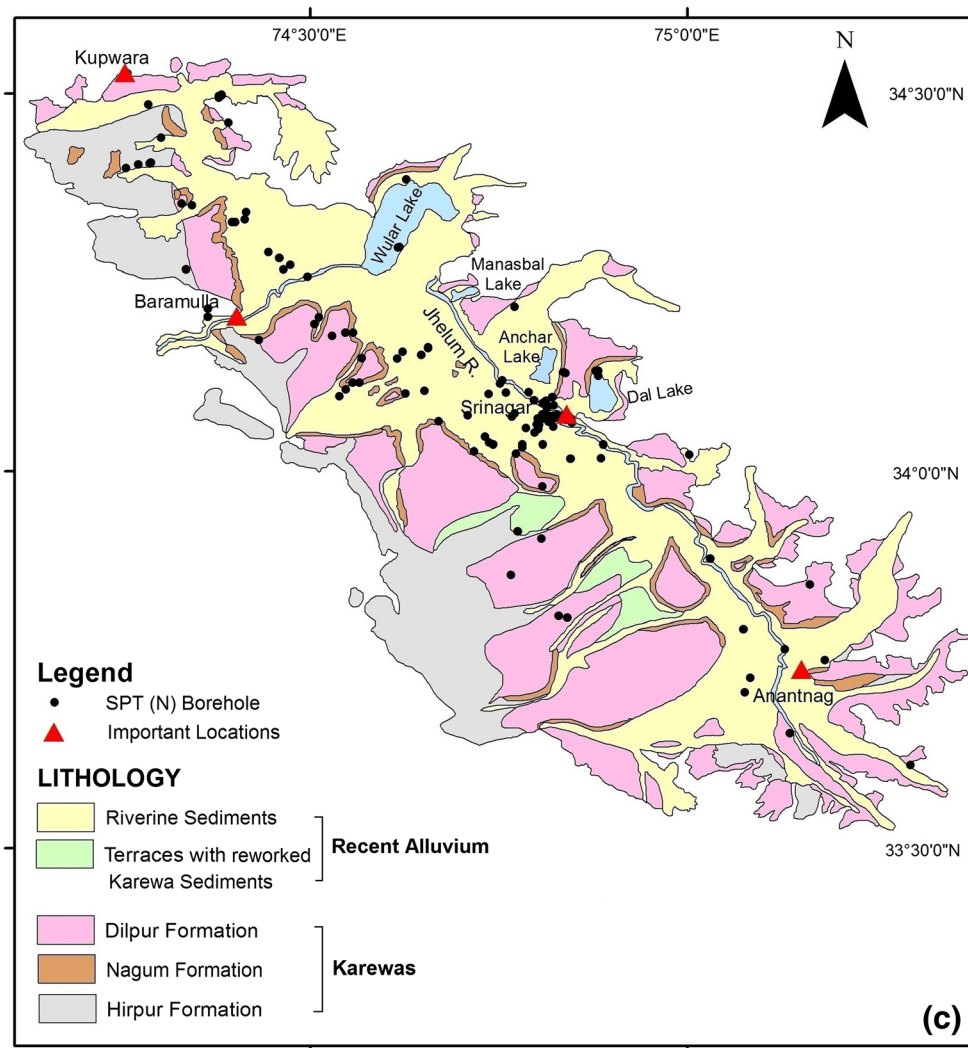 74°30'0"E
75°0'0"E
N
Kupwara
34°30'0"N
Wular Lake
Manasbal
Lake
Baramulla
Jhelum R.
Anchar
Lake
Dal Lake
Srinagar
34°0'0"N
Anantnag
Legend
SPT (N) Borehole
Important Locations
LITHOLOGY
Riverine Sediments
Recent Alluvium
Terraces with reworked
Karewa Sediments
33°30'0"N
Dilpur Formation
Nagum Formation
Karewas
Hirpur Formation
(c)